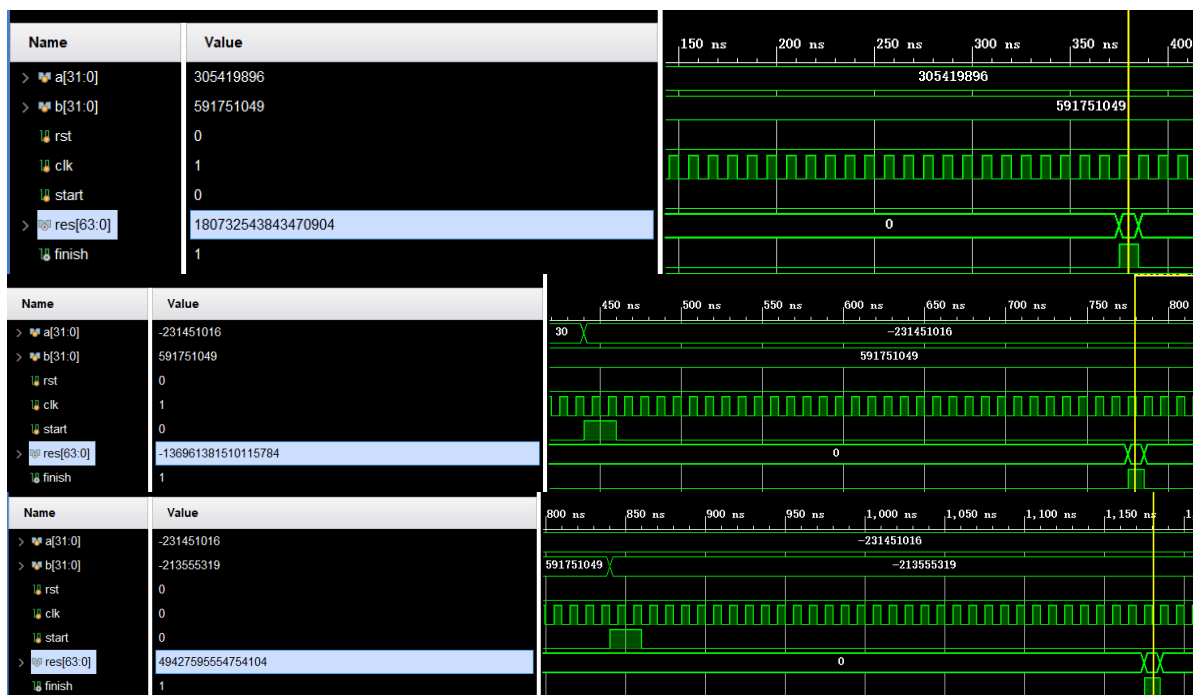 Name Value
150 ns 200 ns 250 ns 300 ns 350 ns 400
a[31:0] 305419896 305419896
b[31:0] 591751049 591751049
rst 0
clk 1
start 0
res[63:0] 180732543843470904 0
finish 1
Name Value
450 ns 500 ns 550 ns 600 ns 650 ns 700 ns 750 ns 800
a[31:0] -231451016 30 -231451016
b[31:0] 591751049 591751049
rst 0
clk 1
start 0
res[63:0] -136961381510115784 0
finish 1
Name Value
800 ns 850 ns 900 ns 950 ns 1,000 ns 1,050 ns 1,100 ns 1,150 ns 1
a[31:0] -231451016 -231451016
b[31:0] -213555319 591751049 -213555319
rst 0
clk 0
start 0
res[63:0] 49427595554754104 0
finish 1